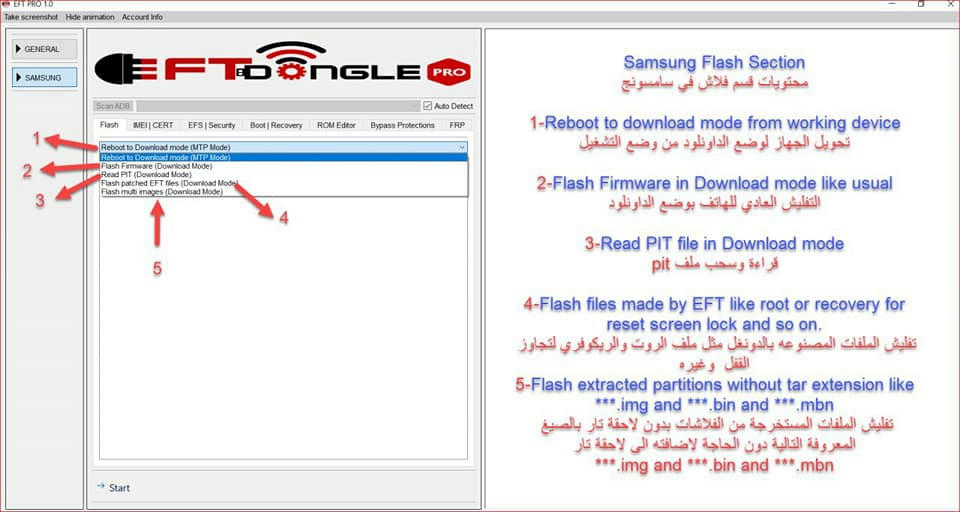 EFT PRO 1.0
Take screenshot Hide animation Account Info
GENERAL
SAMSUNG
EFT DONGLE PRO
Scan ADB
Auto Detect
Flash IMEI | CERT EFS | Security Boot | Recovery ROM Editor Bypass Protections FRP
Reboot to Download mode (MTP Mode)
Reboot to Download mode (MTP Mode)
Flash Firmware (Download Mode)
Read PIT (Download Mode)
Flash patched EFT files (Download Mode)
Flash multi images (Download Mode)
1
2
3
4
5
Start
Samsung Flash Section
محتويات قسم فلاش في سامسونج
1-Reboot to download mode from working device
تحويل الجهاز لوضع الداونلود من وضع التشغيل
2-Flash Firmware in Download mode like usual
التفليش العادي للهاتف بوضع الداونلود
3-Read PIT file in Download mode
قراءة وسحب ملف pit
4-Flash files made by EFT like root or recovery for
reset screen lock and so on.
تفليش الملفات المصنوعه بالدونغل مثل ملف الروت والريكوفري لتجاوز
القفل وغيره
5-Flash extracted partitions without tar extension like
***.img and ***.bin and ***.mbn
تفليش الملفات المستخرجة من الفلاشات بدون لاحقة تار بالصيغ
المعروفة التالية دون الحاجة لاضافته الى لاحقة تار
***.img and ***.bin and ***.mbn